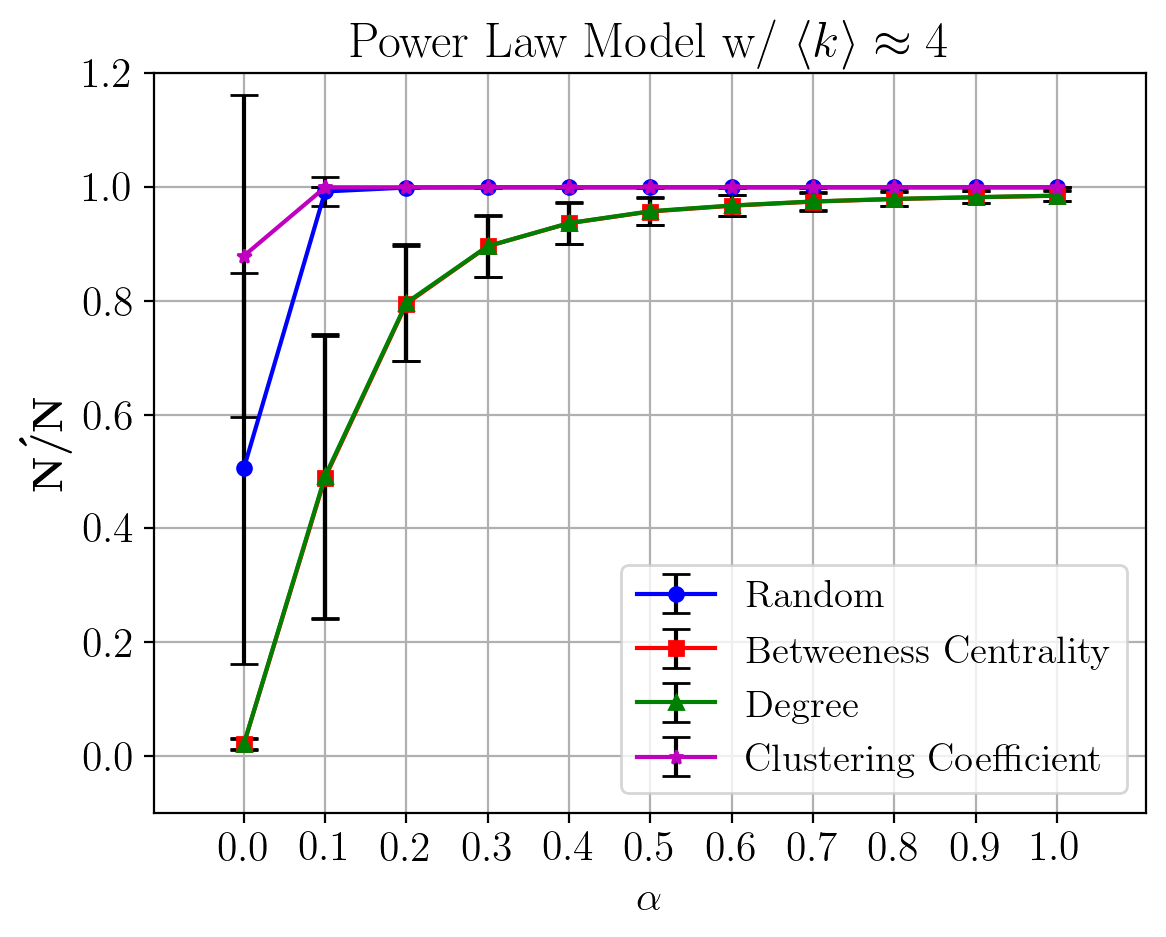 Power Law Model w/ ⟨k⟩ ≈ 4
1.2
1.0
0.8
0.6
0.4
0.2
0.0
N´/N
0.0 0.1 0.2 0.3 0.4 0.5 0.6 0.7 0.8 0.9 1.0
α
Random
Betweeness Centrality
Degree
Clustering Coefficient